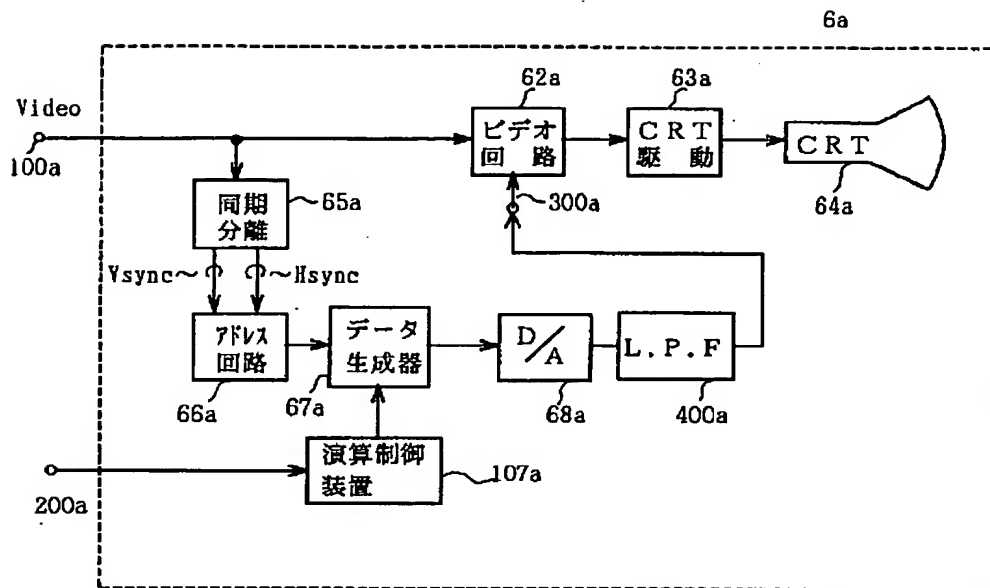 6a
Video
100a
62a
ビデオ
回路
63a
CRT
駆動
CRT
64a
同期
分離
65a
300a
Vsync
Hsync
アドレス
回路
66a
データ
生成器
67a
D/A
68a
L.P.F
400a
演算制御
装置
107a
200a